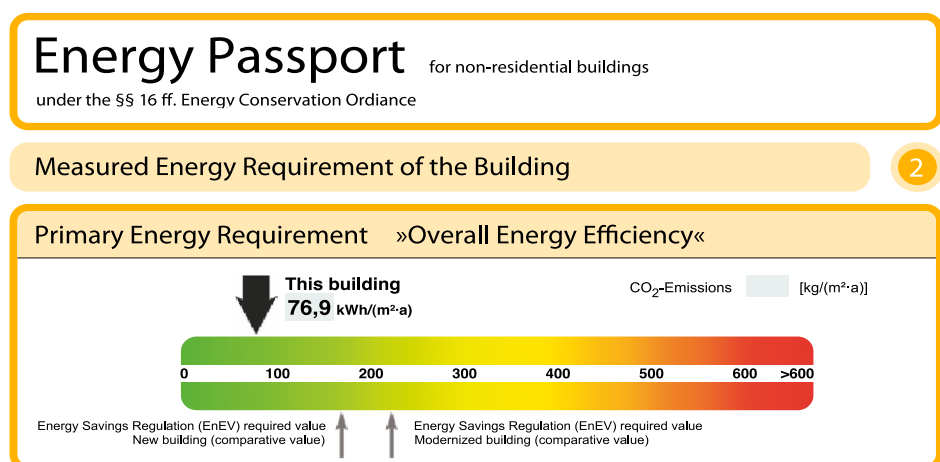 Energy Passport for non-residential buildings
under the §§ 16 ff. Energy Conservation Ordiance
Measured Energy Requirement of the Building 2
Primary Energy Requirement »Overall Energy Efficiency«
This building
76,9 kWh/(m²·a)
CO₂-Emissions [kg/(m²·a)]
0 100 200 300 400 500 600 >600
Energy Savings Regulation (EnEV) required value
New building (comparative value)
Energy Savings Regulation (EnEV) required value
Modernized building (comparative value)